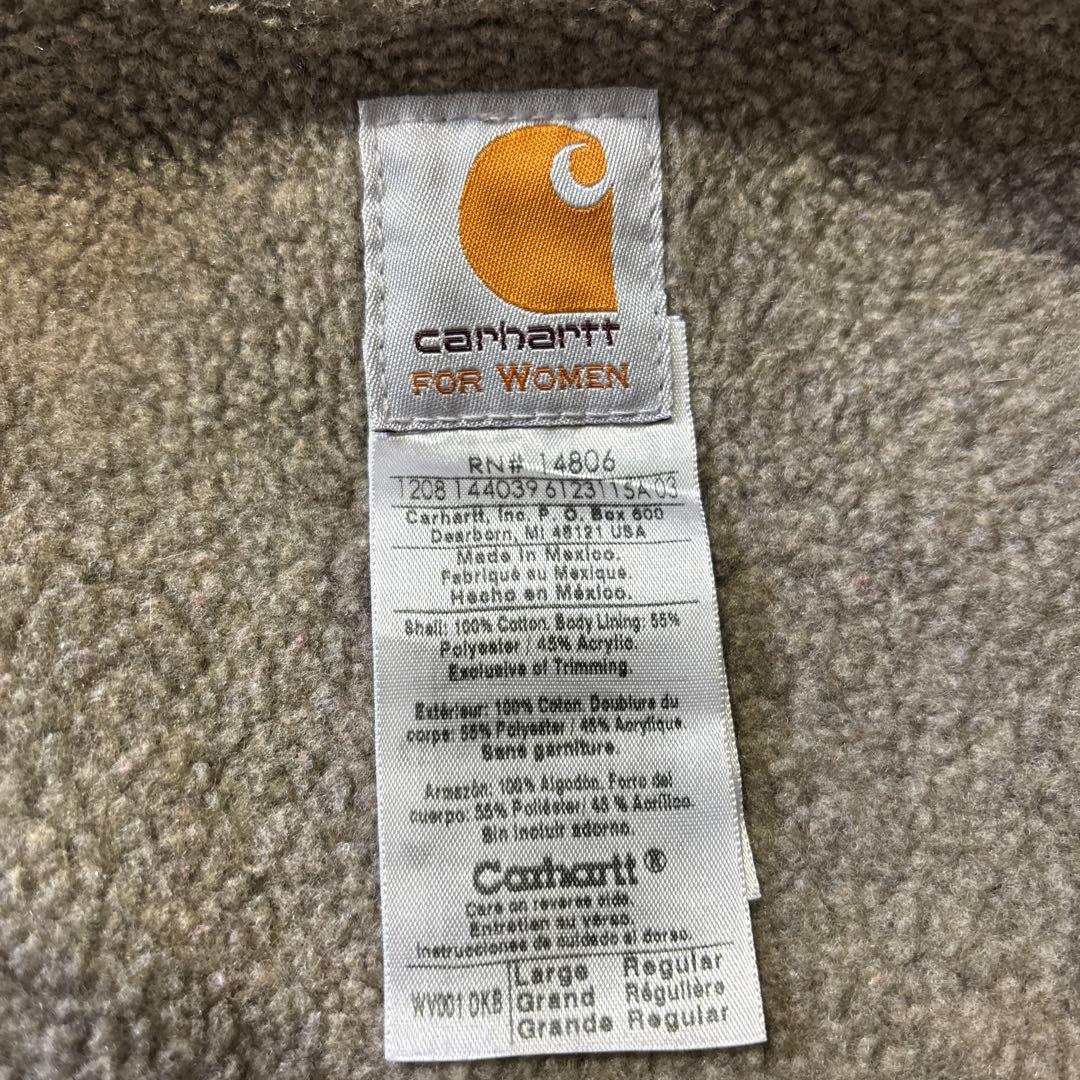 carhartt
FOR WOMEN
RN# 14806
1208 144039 612311SA 03
Carhartt, Inc. P. O. Box 600
Dearborn, MI 48121 USA
Made in Mexico.
Fabriqué au Mexique.
Hecho en México.
Shell: 100% Cotton. Body Lining: 55%
Polyester / 45% Acrylic.
Exclusive of Trimming.
Extérieur: 100% Coton. Doublure du
corps: 55% Polyester / 45% Acrylique.
Sans garniture.
Armazón: 100% Algodón. Forro del
cuerpo: 55% Poliéster/ 45 % Acrílico.
Sin incluir adorno.
Carhartt®
Care on reverse side.
Entretien au verso.
Instrucciones de cuidado al dorso.
WV001 DKB
Large Regular
Grand Régulière
Grande Regular